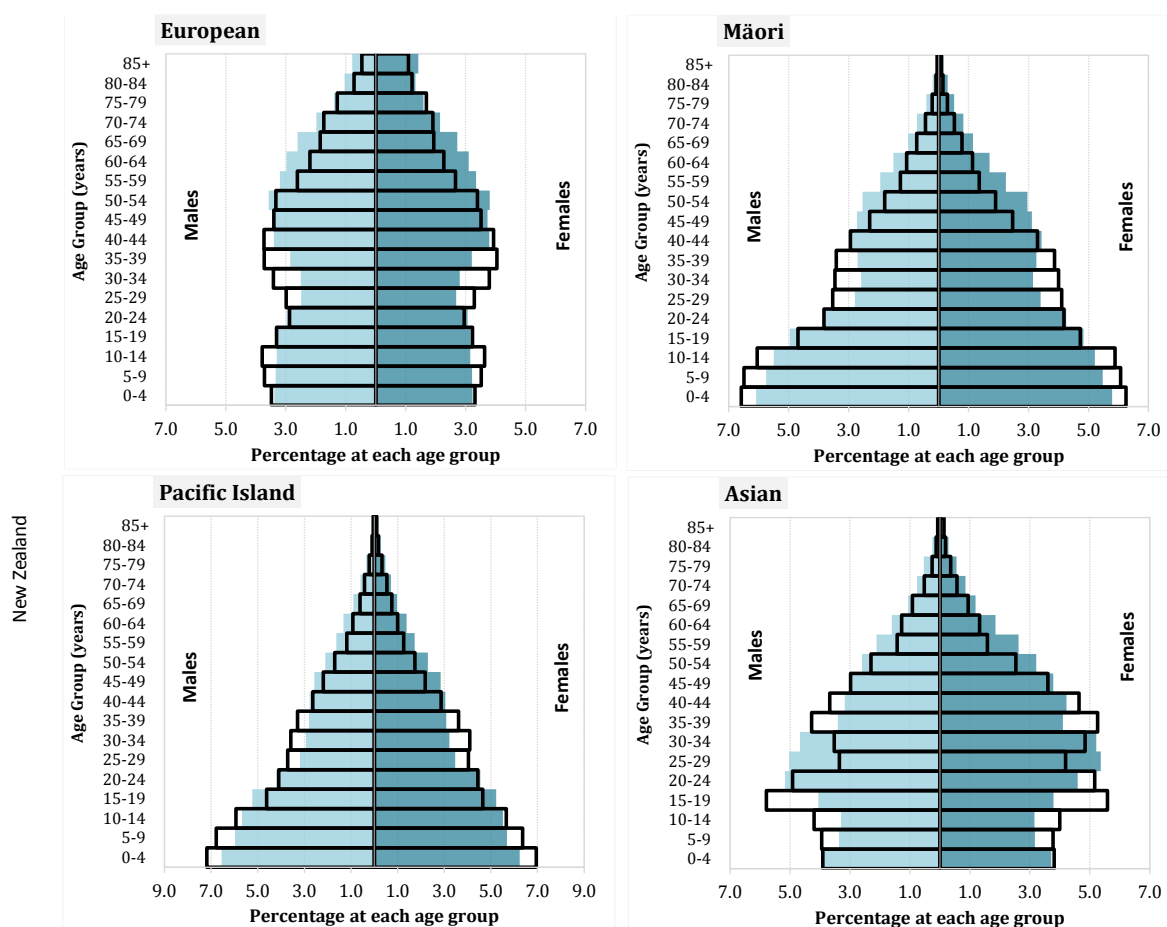 European
Age Group (years)
85+
80-84
75-79
70-74
65-69
60-64
55-59
50-54
45-49
40-44
35-39
30-34
25-29
20-24
15-19
10-14
5-9
0-4
Males
Females
7.0 5.0 3.0 1.0 1.0 3.0 5.0 7.0
Percentage at each age group
Mäori
Age Group (years)
85+
80-84
75-79
70-74
65-69
60-64
55-59
50-54
45-49
40-44
35-39
30-34
25-29
20-24
15-19
10-14
5-9
0-4
Males
Females
7.0 5.0 3.0 1.0 1.0 3.0 5.0 7.0
Percentage at each age group
New Zealand
Pacific Island
Age Group (years)
85+
80-84
75-79
70-74
65-69
60-64
55-59
50-54
45-49
40-44
35-39
30-34
25-29
20-24
15-19
10-14
5-9
0-4
Males
Females
9.0 7.0 5.0 3.0 1.0 1.0 3.0 5.0 7.0 9.0
Percentage at each age group
Asian
Age Group (years)
85+
80-84
75-79
70-74
65-69
60-64
55-59
50-54
45-49
40-44
35-39
30-34
25-29
20-24
15-19
10-14
5-9
0-4
Males
Females
7.0 5.0 3.0 1.0 1.0 3.0 5.0 7.0
Percentage at each age group